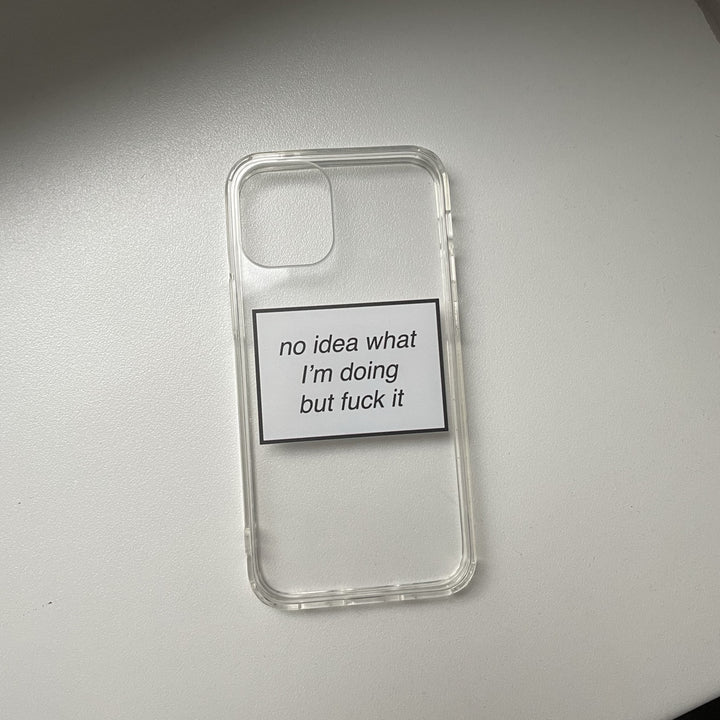 no idea what
I’m doing
but fuck it